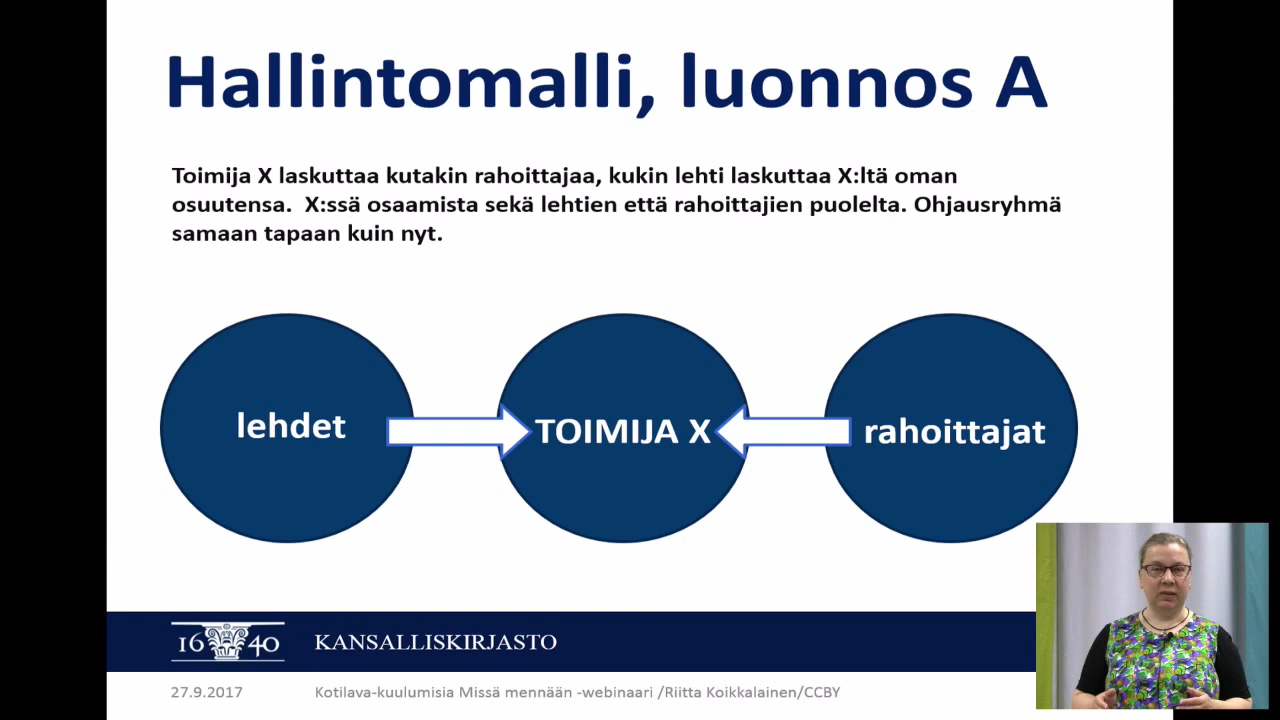 Hallintomalli, luonnos A
Toimija X laskuttaa kutakin rahoittajaa, kukin lehti laskuttaa X:ltä oman
osuutensa.  X:ssä osaamista sekä lehtien että rahoittajien puolelta. Ohjausryhmä
samaan tapaan kuin nyt.
lehdet
TOIMIJA X
rahoittajat
1640
KANSALLISKIRJASTO
27.9.2017
Kotilava-kuulumisia Missä mennään -webinaari /Riitta Koikkalainen/CCBY